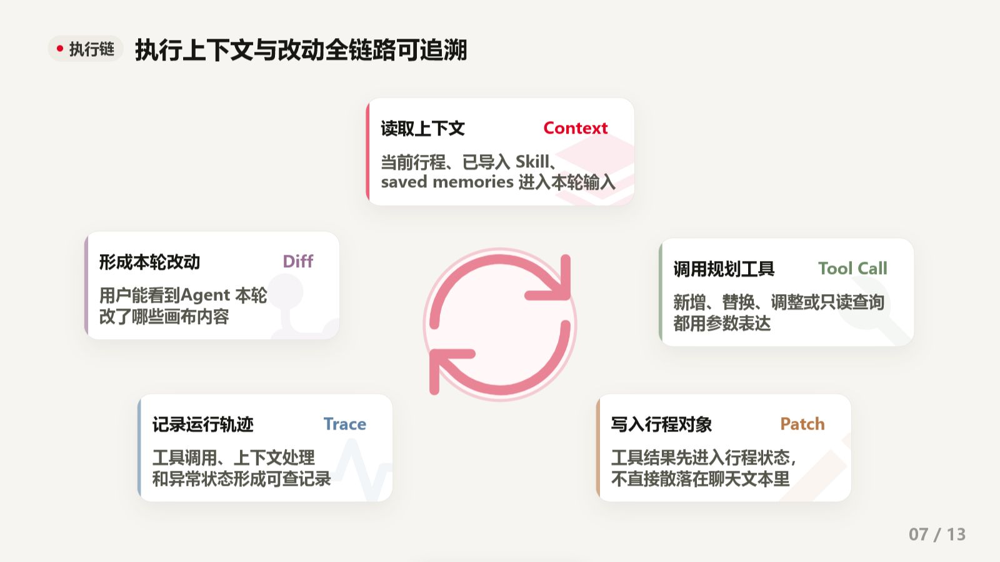 执行链
执行上下文与改动全链路可追溯
读取上下文
Context
当前行程、已导入 Skill、
saved memories 进入本轮输入
形成本轮改动
Diff
用户能看到Agent 本轮
改了哪些画布内容
调用规划工具
Tool Call
新增、替换、调整或只读查询
都用参数表达
记录运行轨迹
Trace
工具调用、上下文处理
和异常状态形成可查记录
写入行程对象
Patch
工具结果先进入行程状态，
不直接散落在聊天文本里
07 / 13